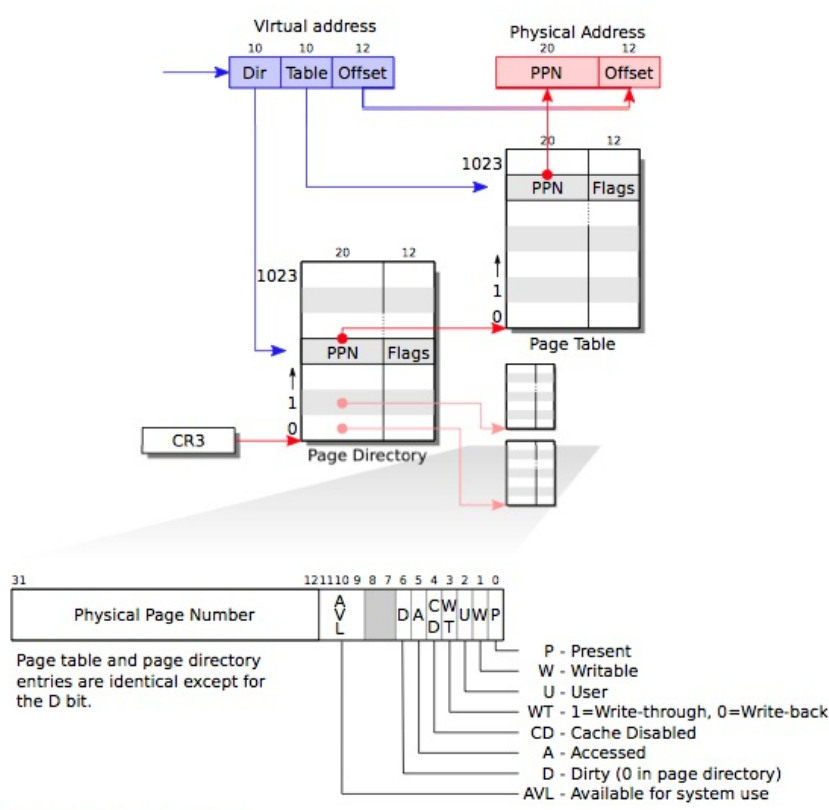 VIrtual address
Physical Address
10 10 12
20 12
Dir Table Offset
PPN Offset
20 12
1023
PPN Flags
1
0
Page Table
20 12
1023
PPN Flags
1
0
CR3
Page Directory
31 121110 9 8 7 6 5 4 3 2 1 0
Physical Page Number AVL D A CD WT U W P
Page table and page directory
entries are identical except for
the D bit.
P - Present
W - Writable
U - User
WT - 1=Write-through, 0=Write-back
CD - Cache Disabled
A - Accessed
D - Dirty (0 in page directory)
AVL - Available for system use